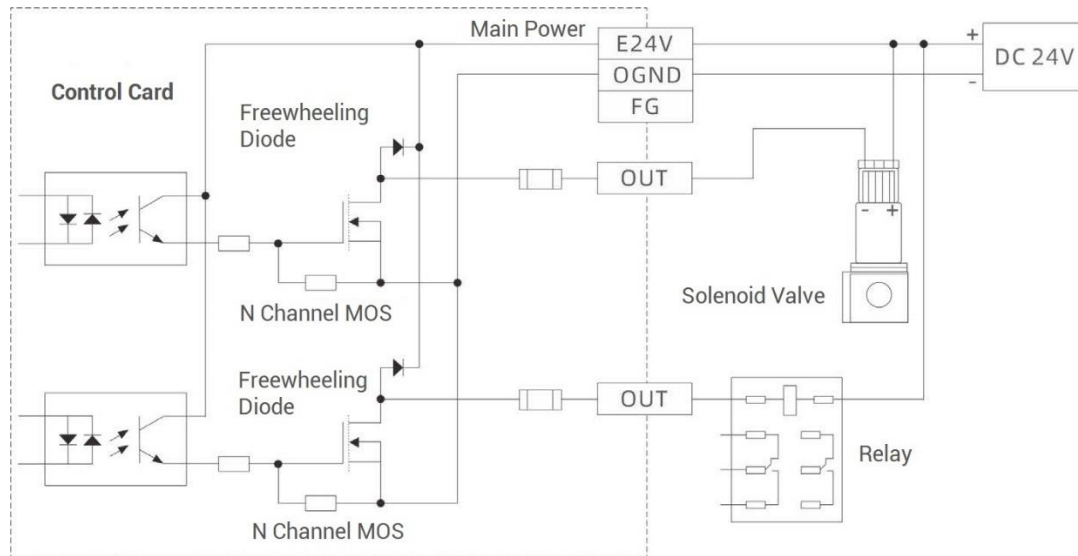 Main Power
E24V
+
DC 24V
OGND
-
Control Card
FG
Freewheeling
Diode
OUT
- +
Solenoid Valve
N Channel MOS
Freewheeling
Diode
OUT
Relay
N Channel MOS